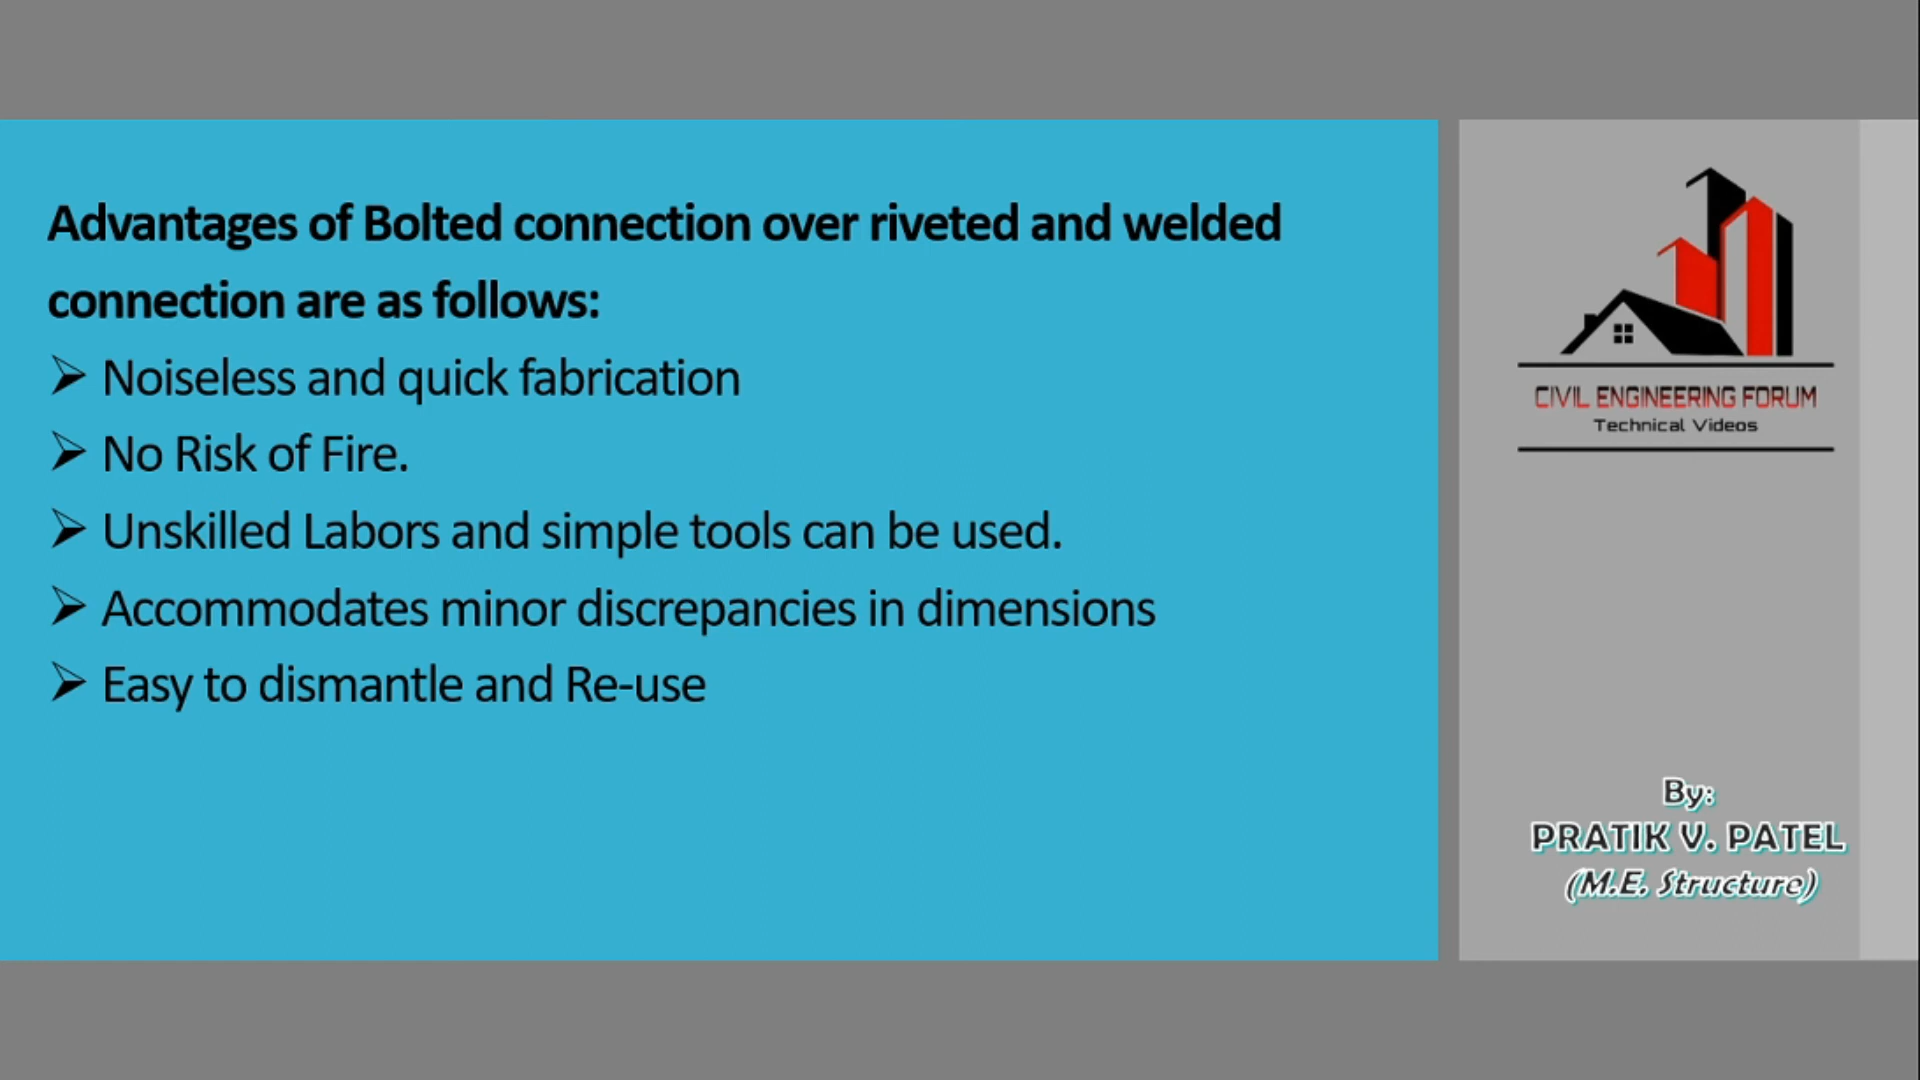 Advantages of Bolted connection over riveted and welded
connection are as follows:
➢ Noiseless and quick fabrication
➢ No Risk of Fire.
➢ Unskilled Labors and simple tools can be used.
➢ Accommodates minor discrepancies in dimensions
➢ Easy to dismantle and Re-use
CIVIL ENGINEERING FORUM
Technical Videos
By:
PRATIK V. PATEL
(M.E. Structure)